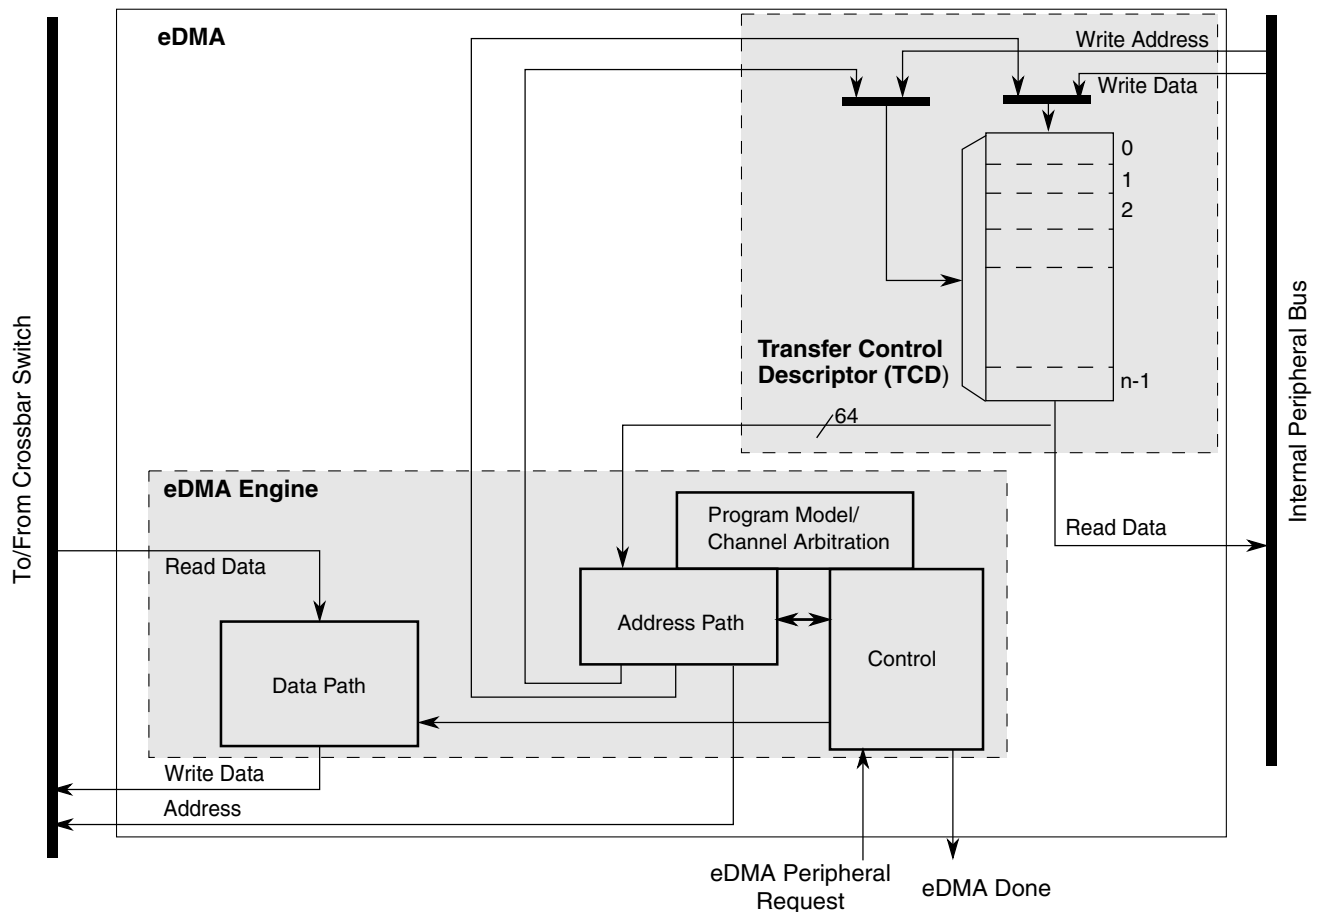 eDMA
Write Address
Write Data
0
1
2
n-1
Transfer Control
Descriptor (TCD)
64
To/From Crossbar Switch
Internal Peripheral Bus
eDMA Engine
Program Model/
Channel Arbitration
Read Data
Read Data
Address Path
Control
Data Path
Write Data
Address
eDMA Peripheral
Request
eDMA Done